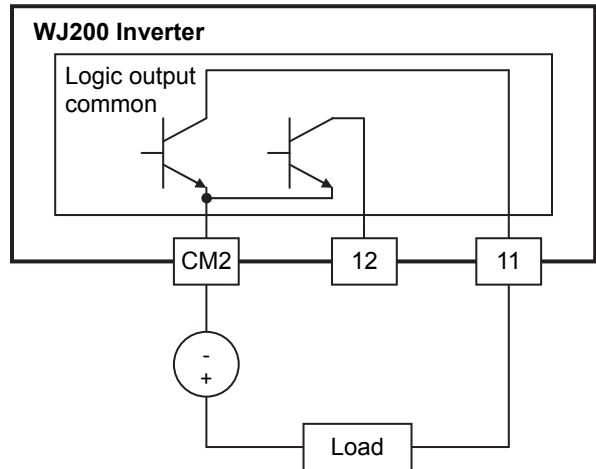 WJ200 Inverter
Logic output
common
CM2
12
11
-
+
Load